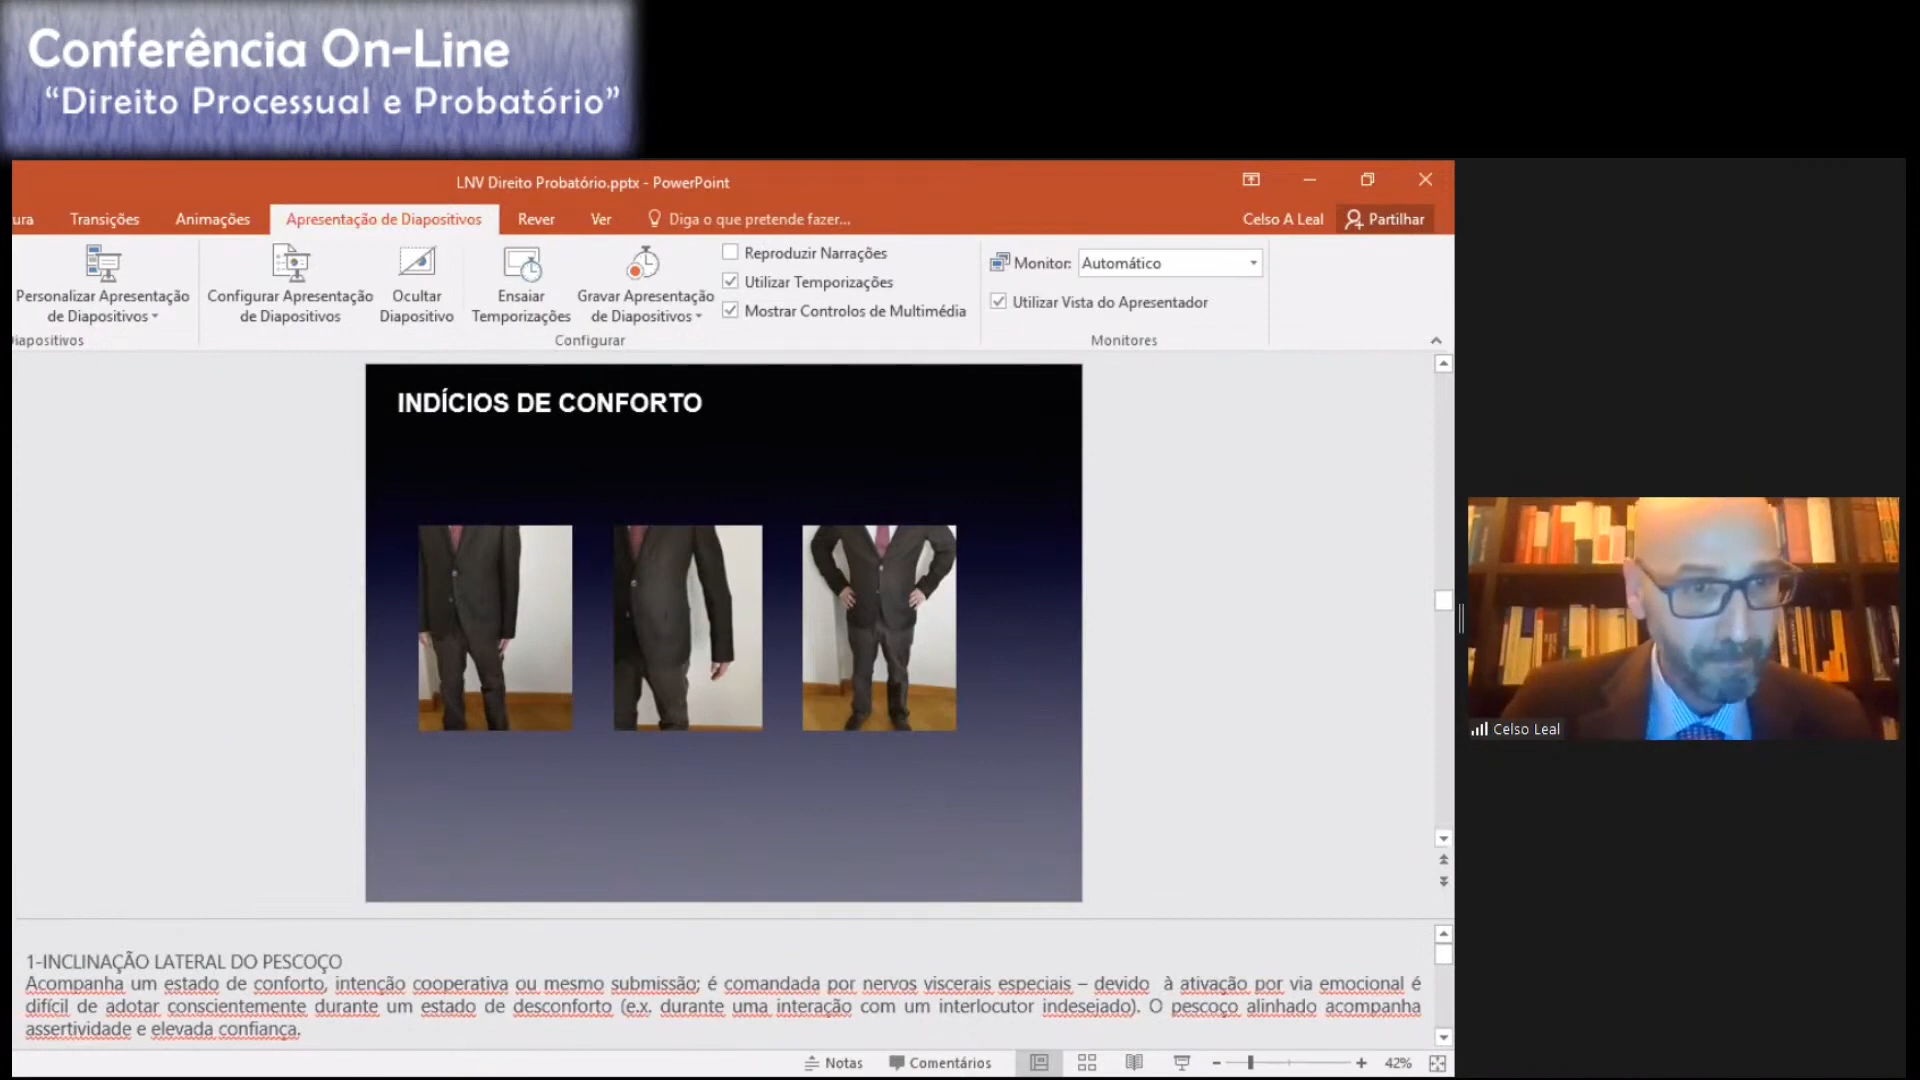 Conferência On-Line
“Direito Processual e Probatório”
LNV Direito Probatório.pptx - PowerPoint
ura Transições Animações Apresentação de Diapositivos Rever Ver Diga o que pretende fazer... Celso A Leal Partilhar
Personalizar Apresentação
de Diapositivos
Configurar Apresentação
de Diapositivos
Ocultar
Diapositivo
Ensaiar
Temporizações
Gravar Apresentação
de Diapositivos
Reproduzir Narrações
Utilizar Temporizações
Mostrar Controlos de Multimédia
Monitor: Automático
Utilizar Vista do Apresentador
iapositivos Configurar Monitores
INDÍCIOS DE CONFORTO
Celso Leal
1-INCLINAÇÃO LATERAL DO PESCOÇO
Acompanha um estado de conforto, intenção cooperativa ou mesmo submissão; é comandada por nervos viscerais especiais – devido à ativação por via emocional é
difícil de adotar conscientemente durante um estado de desconforto (e.x. durante uma interação com um interlocutor indesejado). O pescoço alinhado acompanha
assertividade e elevada confiança.
Notas Comentários 42%